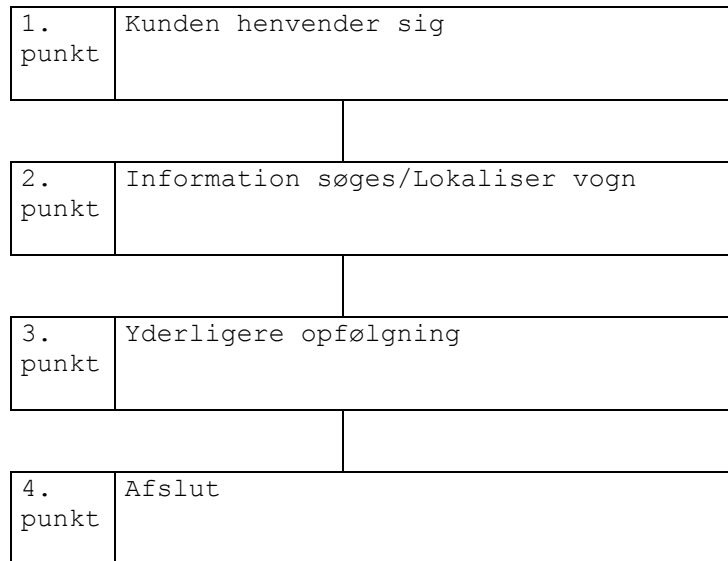 1. Kunden henvender sig
punkt
2. Information søges/Lokaliser vogn
punkt
3. Yderligere opfølgning
punkt
4. Afslut
punkt